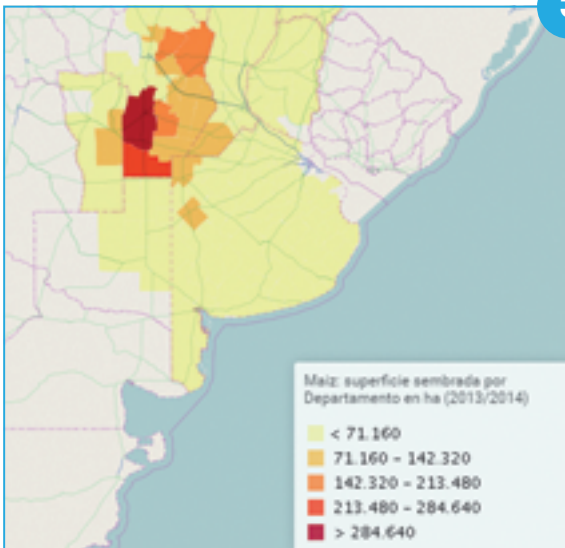 Maiz: superficie sembrada por
Departamento en ha (2013/2014)
< 71.160
71.160 - 142.320
142.320 - 213.480
213.480 - 284.640
> 284.640